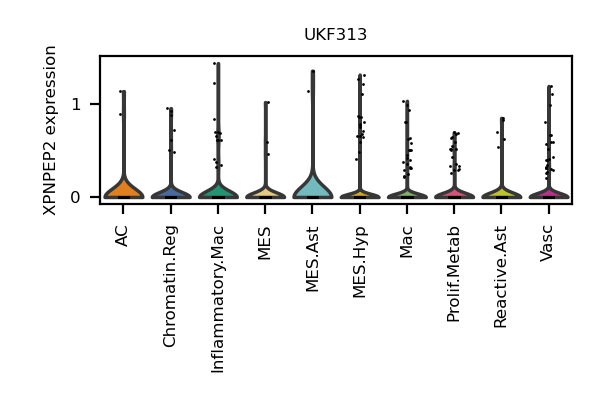 UKF313
XPNPEP2 expression
1
0
AC
Chromatin.Reg
Inflammatory.Mac
MES
MES.Ast
MES.Hyp
Mac
Prolif.Metab
Reactive.Ast
Vasc